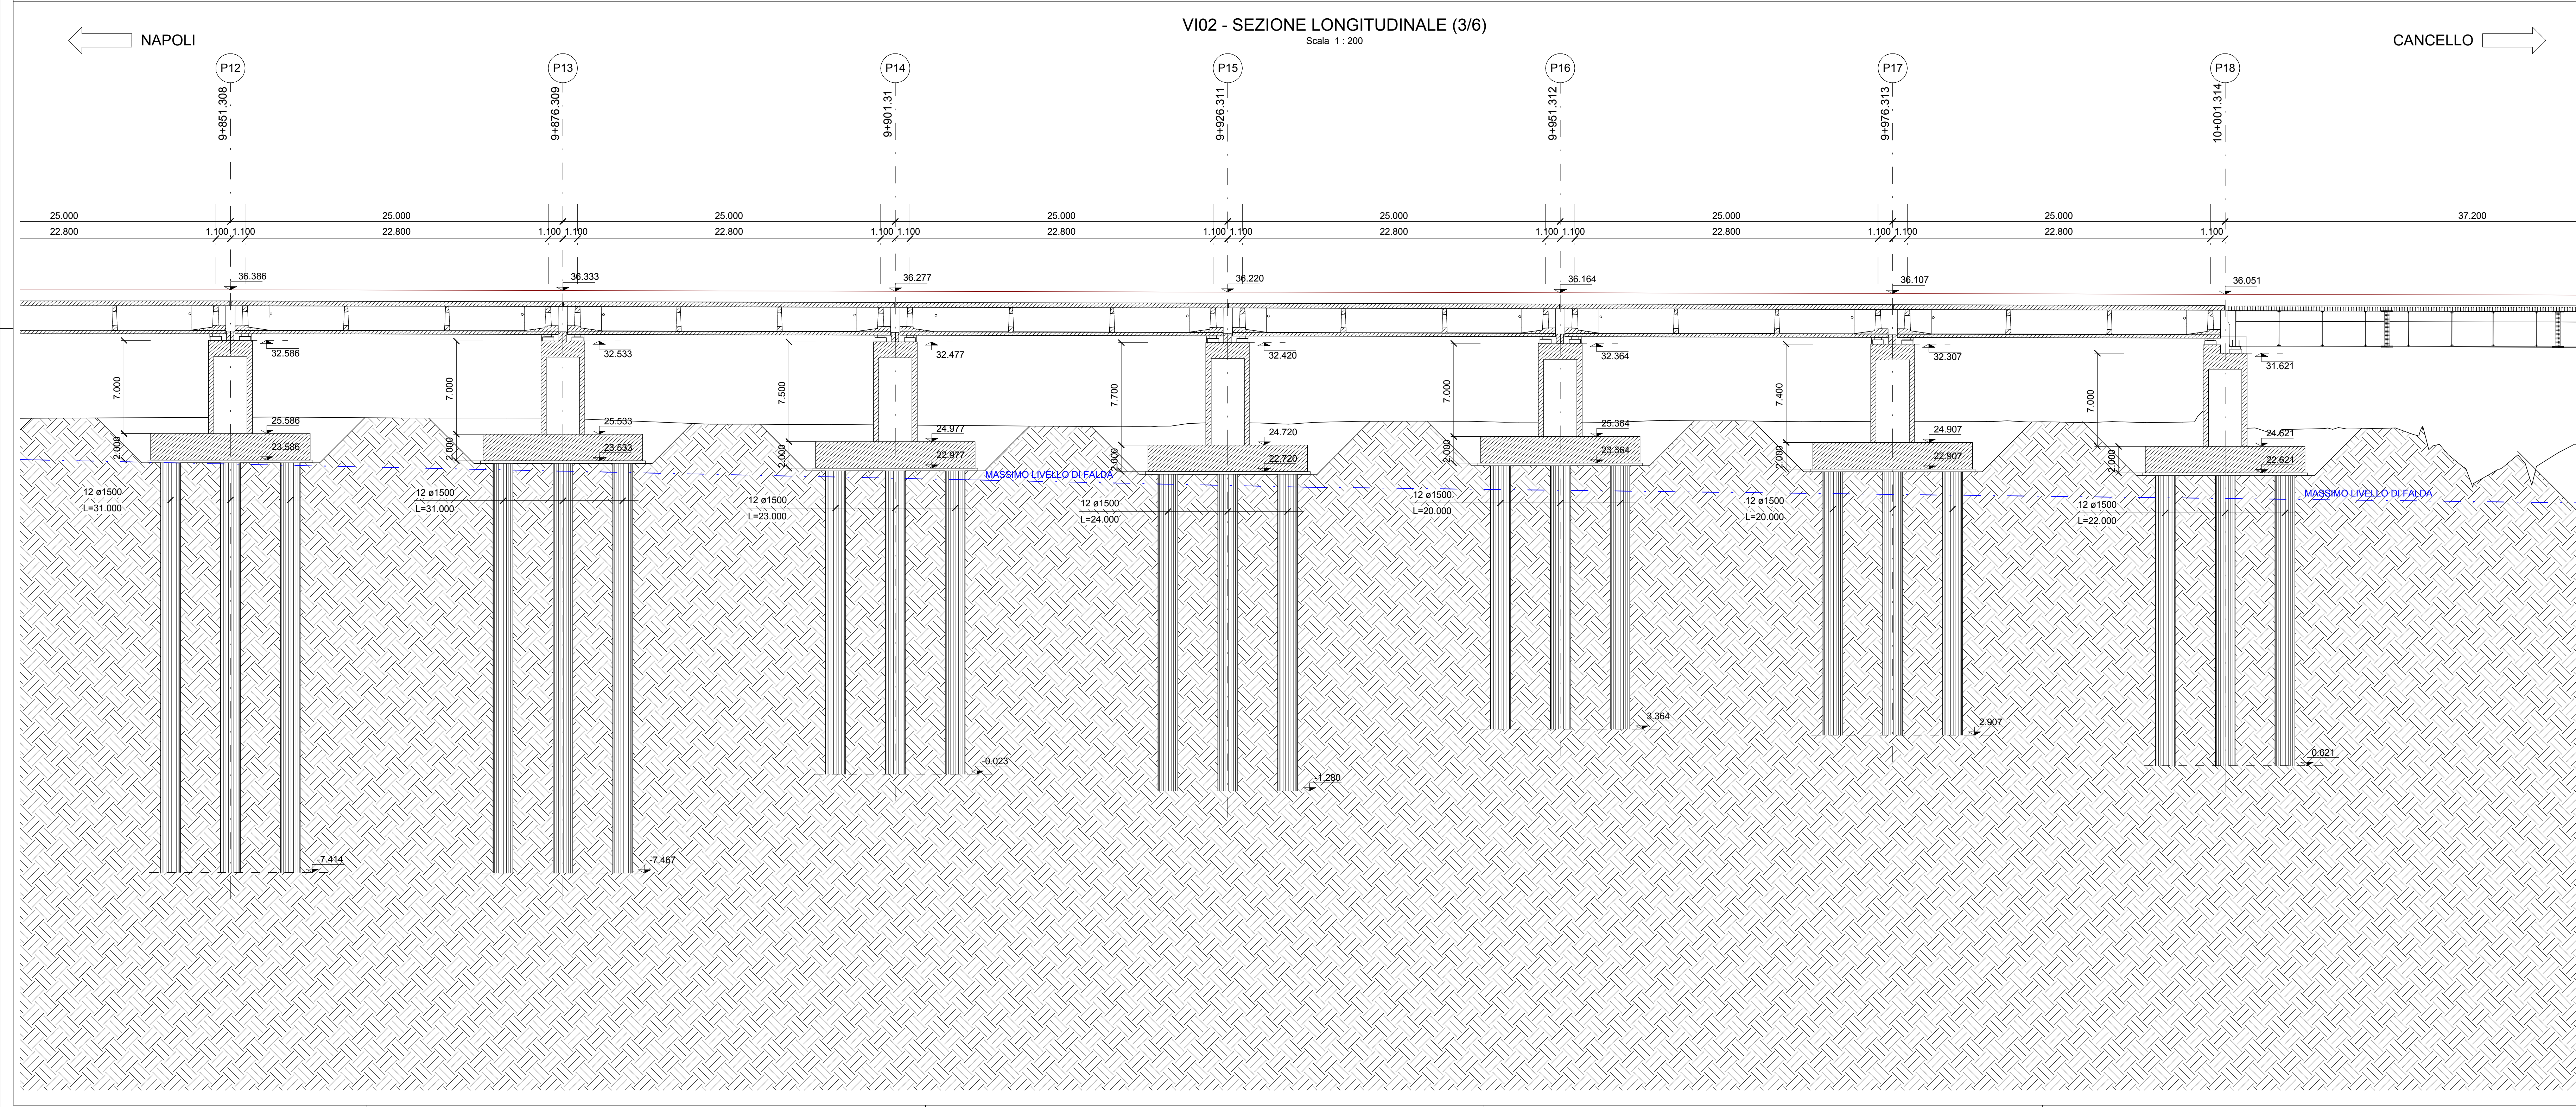 VI02 - SEZIONE LONGITUDINALE (3/6)
Scala 1 : 200
NAPOLI
CANCELLO
P12
P13
P14
P15
P16
P17
P18
9+851.308
9+876.309
9+901.31
9+926.311
9+951.312
9+976.313
10+001.314
25.000 25.000 25.000 25.000 25.000 25.000 25.000 37.200
22.800 1.100 1.100 22.800 1.100 1.100 22.800 1.100 1.100 22.800 1.100 1.100 22.800 1.100 1.100 22.800 1.100 1.100 22.800 1.100
36.386 36.333 36.277 36.220 36.164 36.107 36.051
32.586 32.533 32.477 32.420 32.364 32.307 31.621
7.000 7.000 7.500 7.700 7.000 7.400 7.000
25.586 25.533 24.977 24.720 25.364 24.907 24.621
2.000 2.000 2.000 2.000 2.000 2.000 2.000
23.586 23.533 22.977 22.720 23.364 22.907 22.621
MASSIMO LIVELLO DI FALDA
MASSIMO LIVELLO DI FALDA
12 ø1500
L=31.000
12 ø1500
L=31.000
12 ø1500
L=23.000
12 ø1500
L=24.000
12 ø1500
L=20.000
12 ø1500
L=20.000
12 ø1500
L=22.000
-7.414
-7.467
-0.023
-1.280
3.364
2.907
0.621